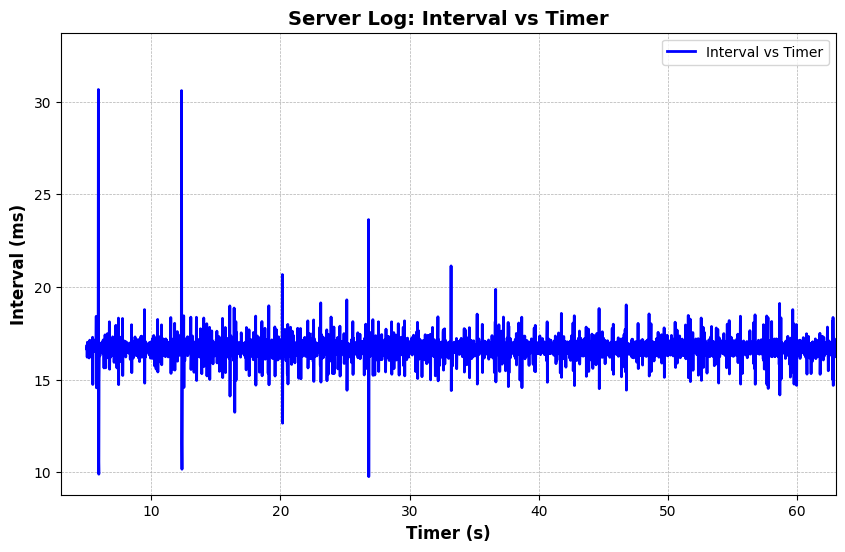 Server Log: Interval vs Timer
Interval vs Timer
Interval (ms)
30
25
20
15
10
10 20 30 40 50 60
Timer (s)